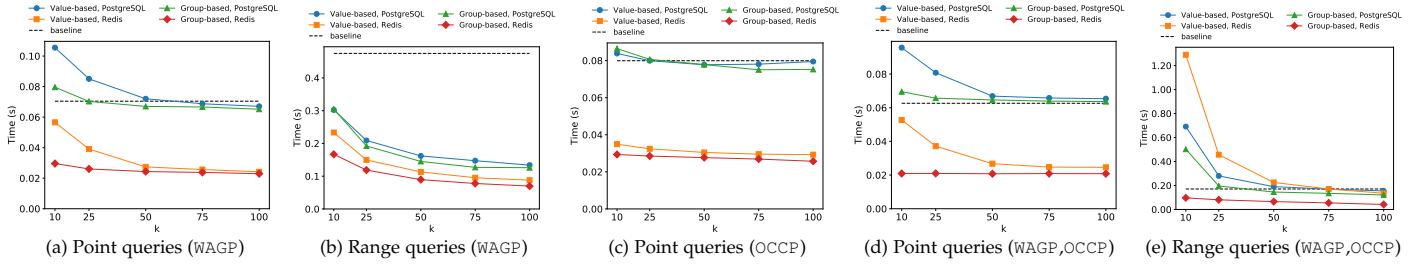 Value-based, PostgreSQL Group-based, PostgreSQL
Value-based, Redis Group-based, Redis
baseline
0.10
0.08
0.06
0.04
0.02
0.00
Time (s)
10 25 50 75 100
k
(a) Point queries (WAGP)
Value-based, PostgreSQL Group-based, PostgreSQL
Value-based, Redis Group-based, Redis
baseline
0.4
0.3
0.2
0.1
0.0
Time (s)
10 25 50 75 100
k
(b) Range queries (WAGP)
Value-based, PostgreSQL Group-based, PostgreSQL
Value-based, Redis Group-based, Redis
baseline
0.08
0.06
0.04
0.02
0.00
Time (s)
10 25 50 75 100
k
(c) Point queries (OCCP)
Value-based, PostgreSQL Group-based, PostgreSQL
Value-based, Redis Group-based, Redis
baseline
0.08
0.06
0.04
0.02
0.00
Time (s)
10 25 50 75 100
k
(d) Point queries (WAGP,OCCP)
Value-based, PostgreSQL Group-based, PostgreSQL
Value-based, Redis Group-based, Redis
baseline
1.20
1.00
0.80
0.60
0.40
0.20
0.00
Time (s)
10 25 50 75 100
k
(e) Range queries (WAGP,OCCP)